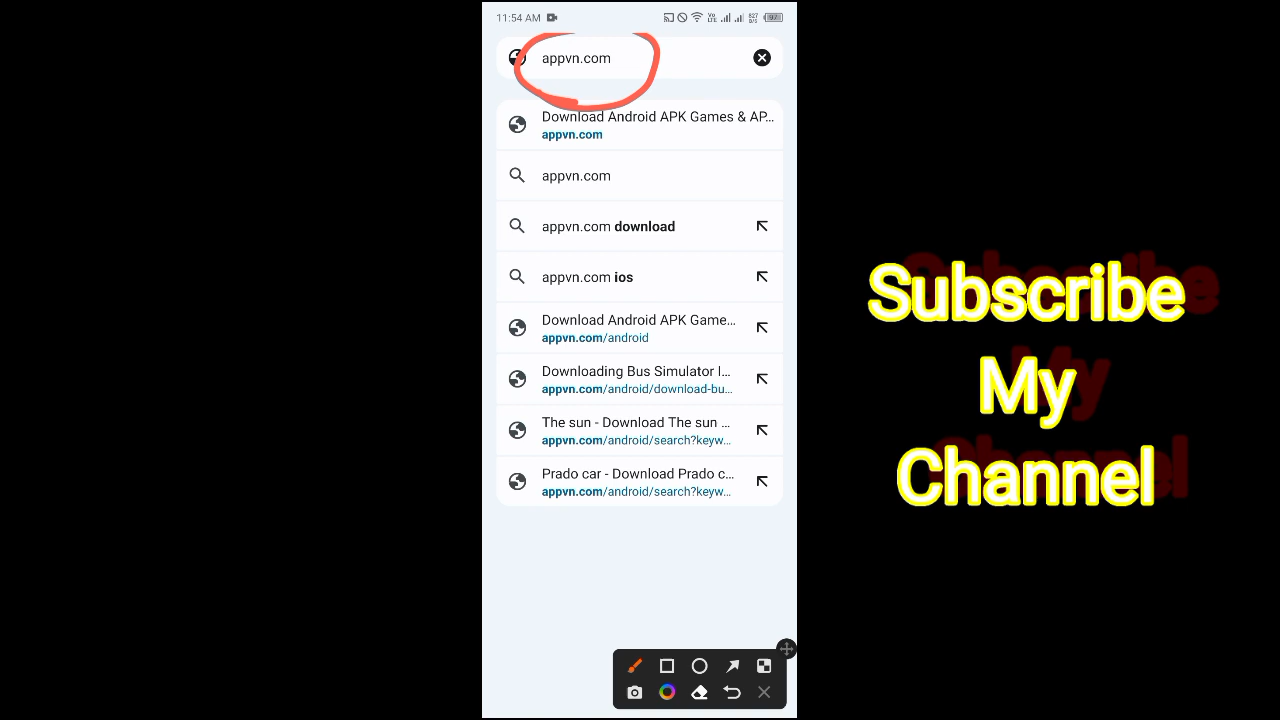 11:54 AM
appvn.com
Download Android APK Games & AP...
appvn.com
appvn.com
appvn.com download
appvn.com ios
Download Android APK Game...
appvn.com/android
Downloading Bus Simulator I...
appvn.com/android/download-bu...
The sun - Download The sun ...
appvn.com/android/search?keyw...
Prado car - Download Prado c...
appvn.com/android/search?keyw...
Subscribe
My
Channel